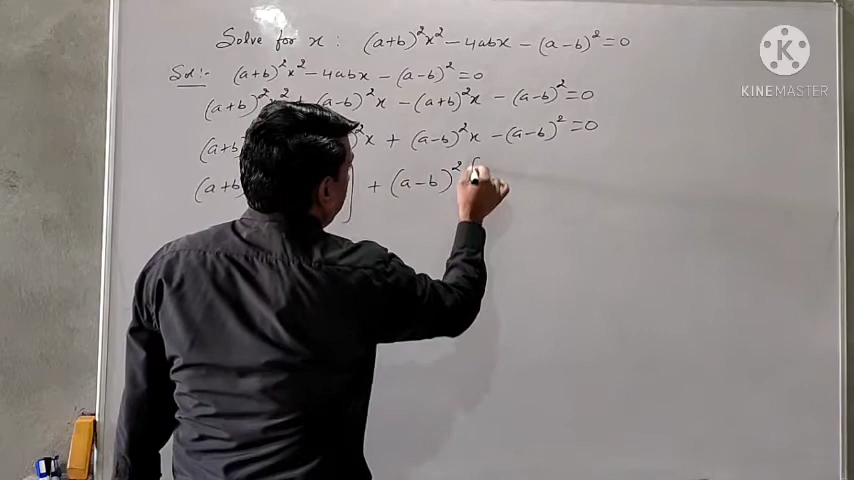 Solve for x : (a+b)²x² - 4abx - (a-b)² = 0
KINEMASTER
Sol:- (a+b)²x² - 4abx - (a-b)² = 0
(a+b)²x² + (a-b)²x - (a+b)²x - (a-b)² = 0
(a+b ²x + (a-b)²x - (a-b)² = 0
(a+b ] + (a-b)² [